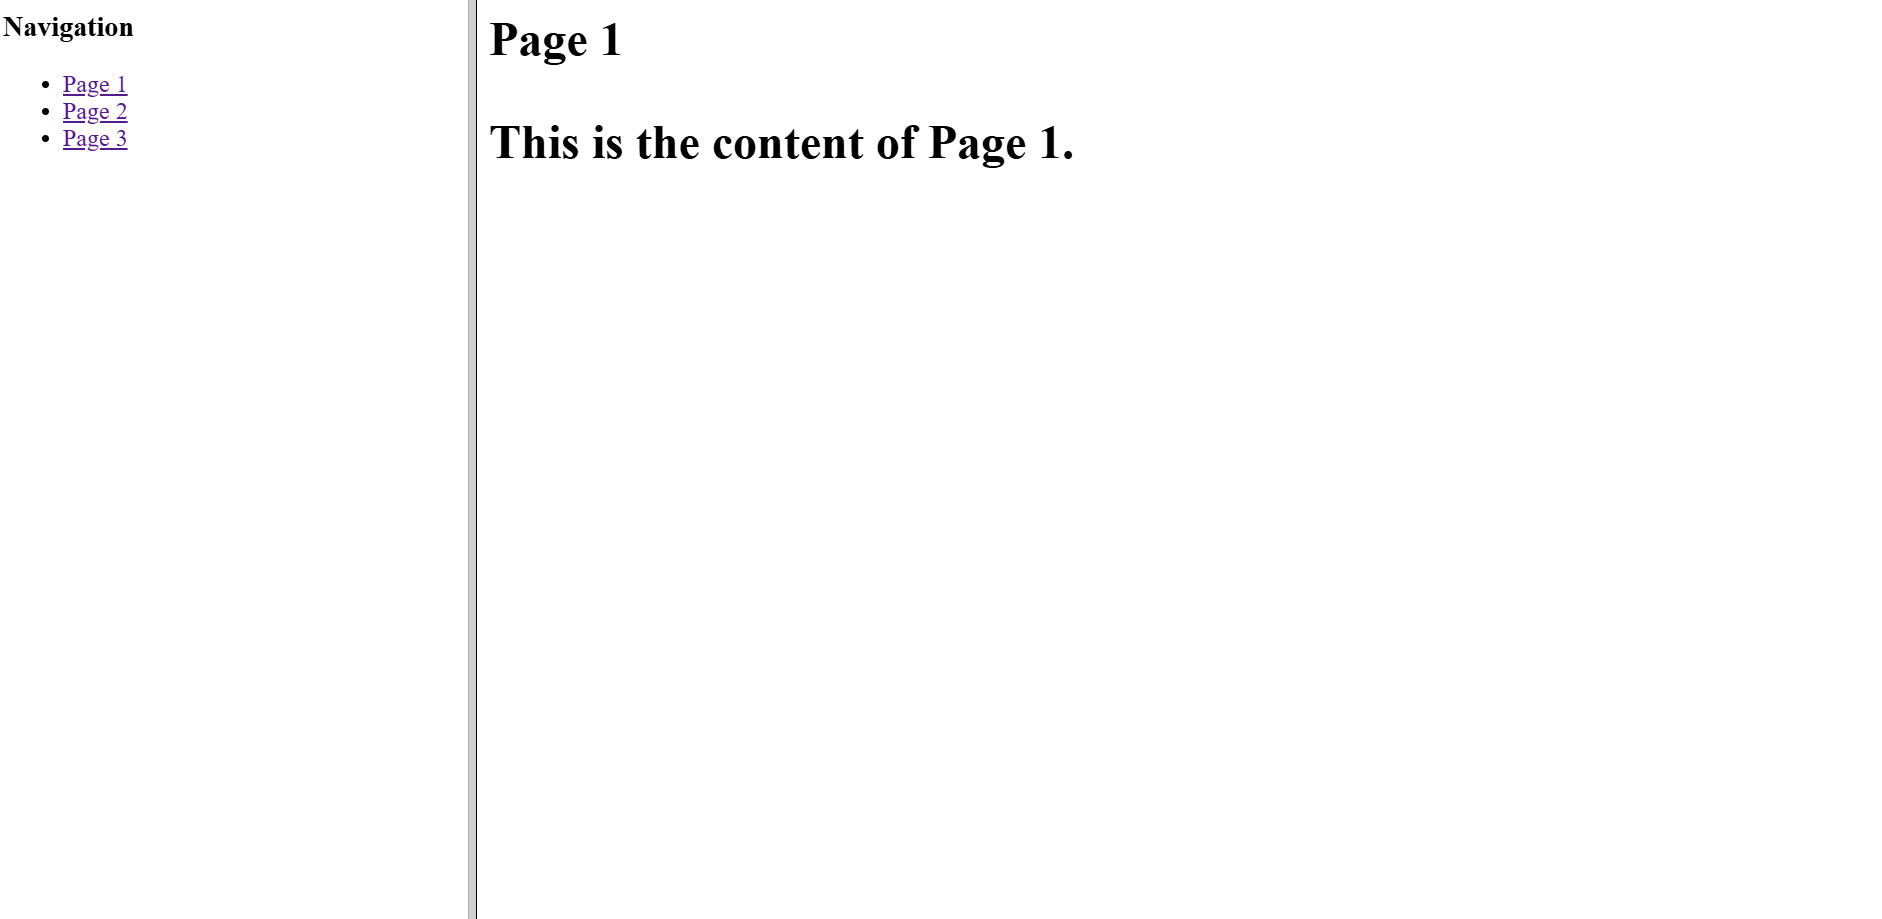 Navigation
Page 1
Page 2
Page 3
Page 1
This is the content of Page 1.